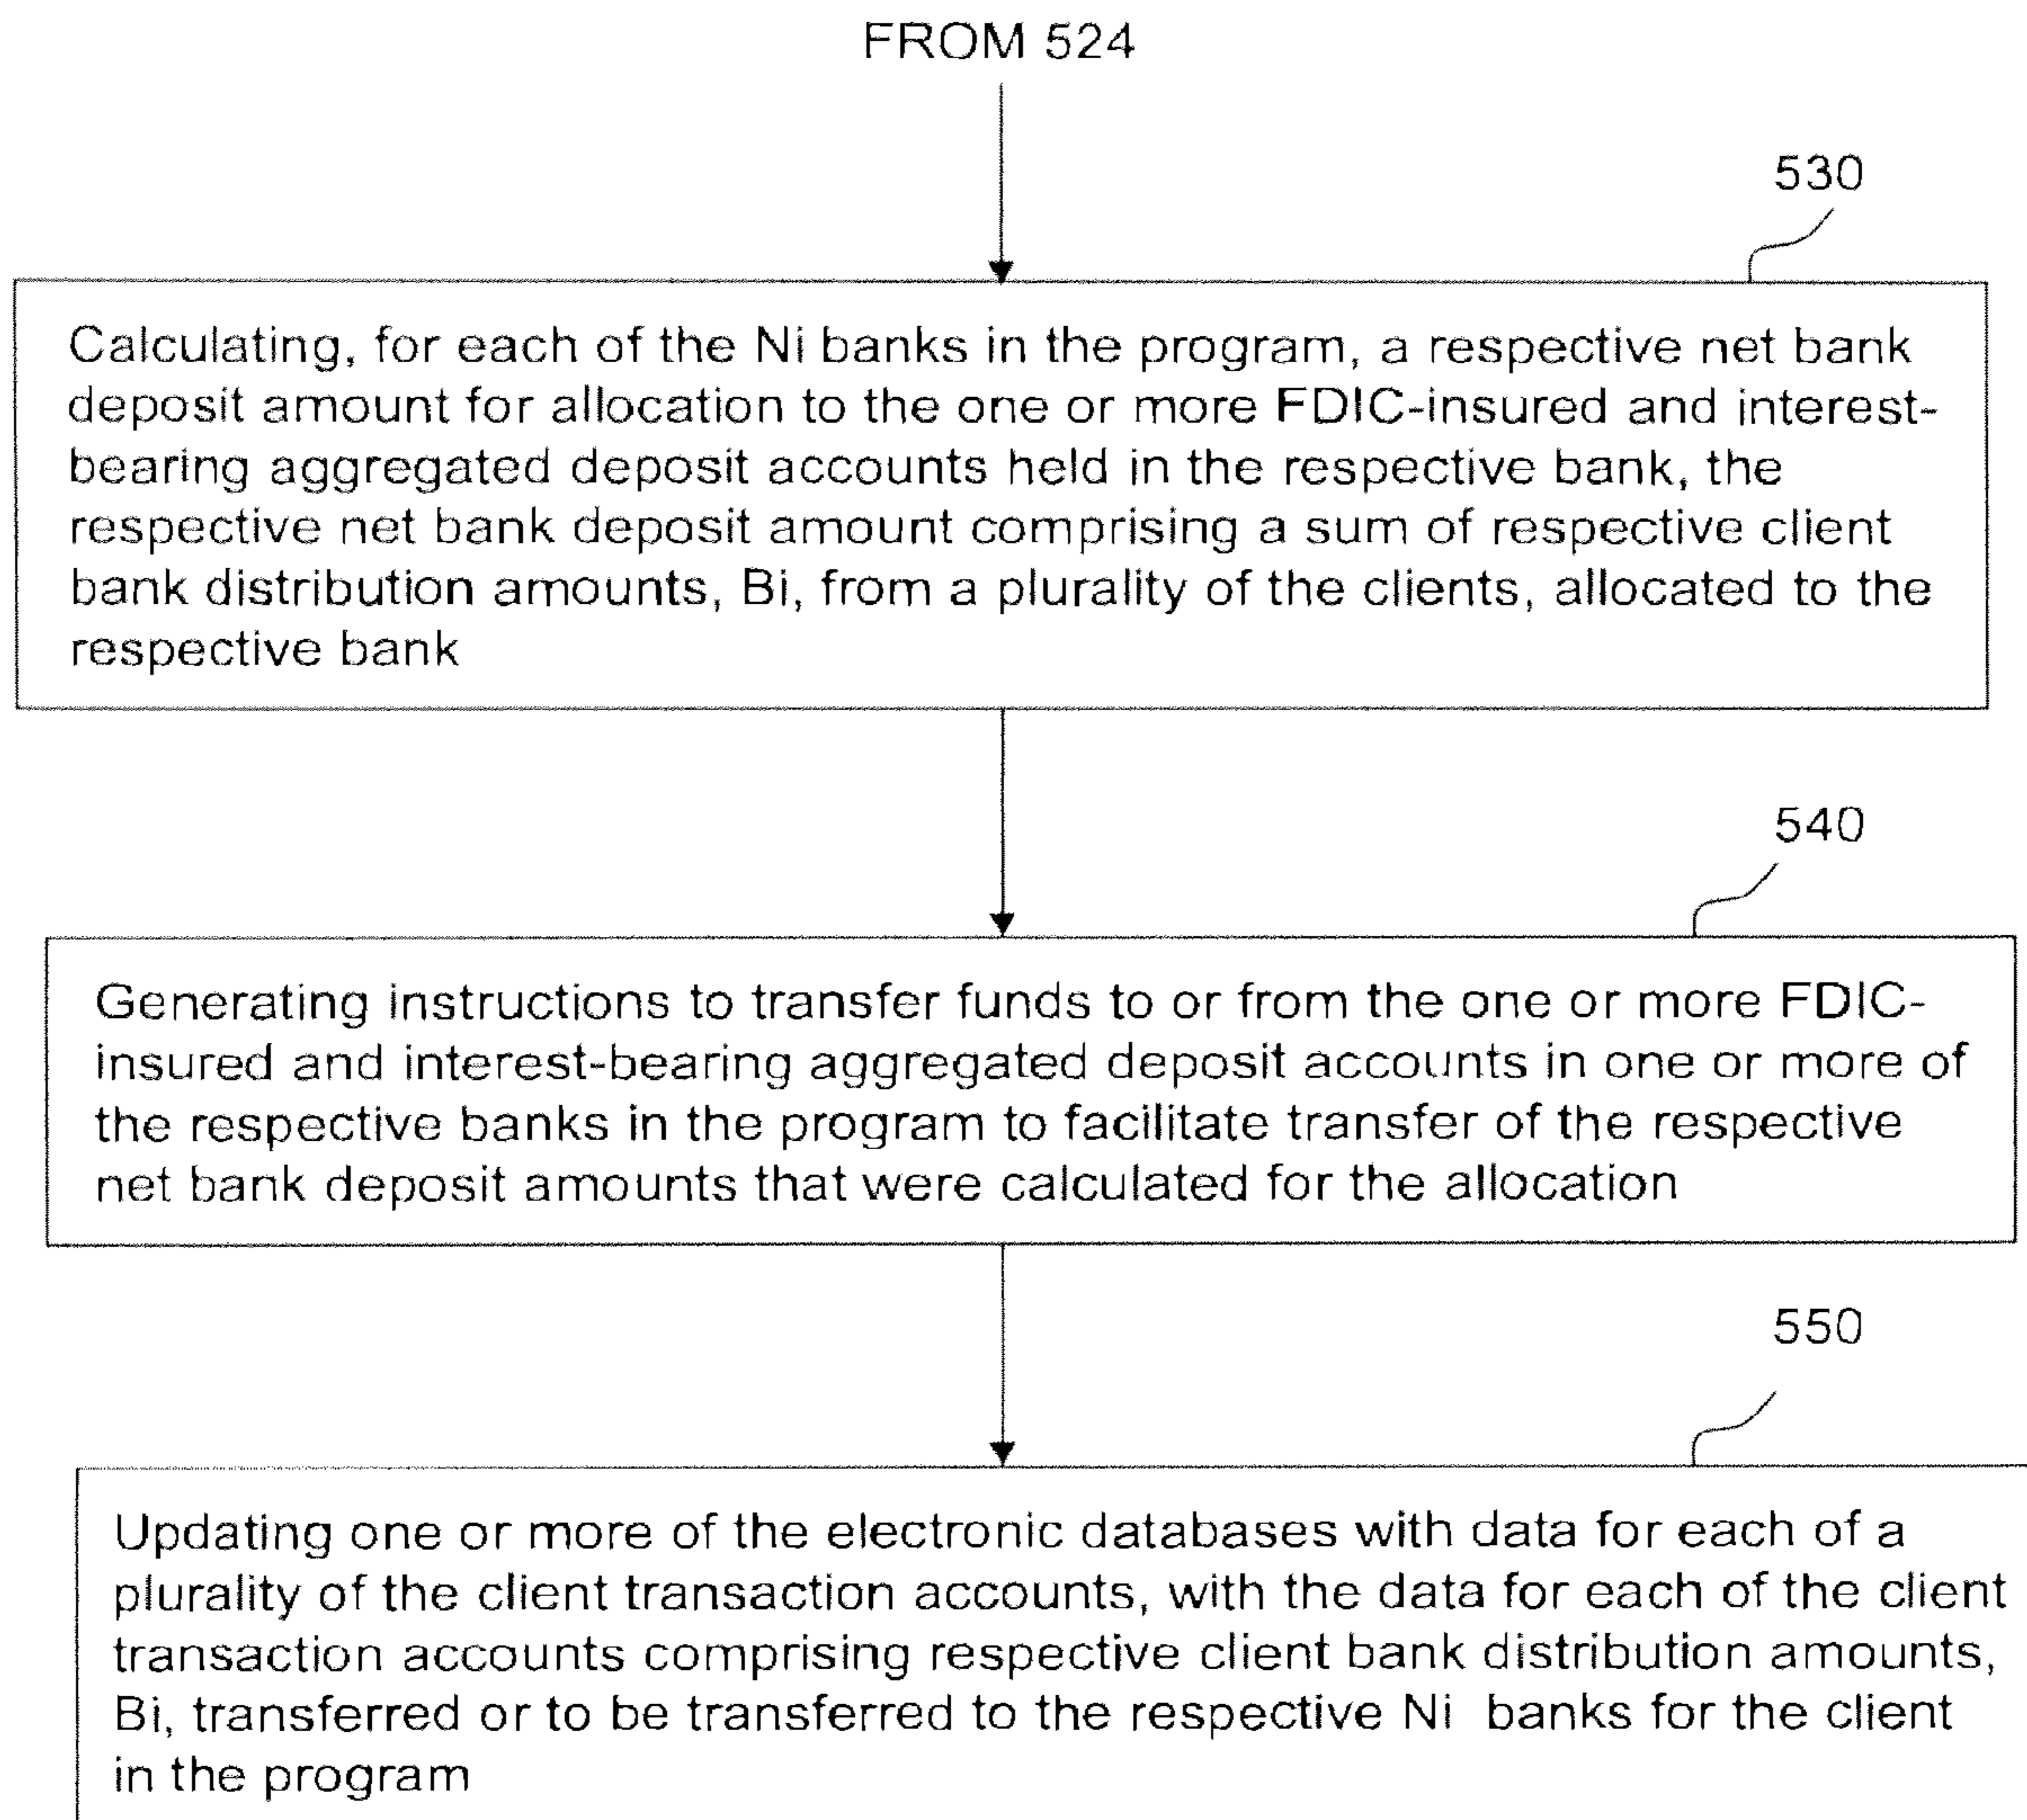 FROM 524
530
Calculating, for each of the Ni banks in the program, a respective net bank
deposit amount for allocation to the one or more FDIC-insured and interest-
bearing aggregated deposit accounts held in the respective bank, the
respective net bank deposit amount comprising a sum of respective client
bank distribution amounts, Bi, from a plurality of the clients, allocated to the
respective bank
540
Generating instructions to transfer funds to or from the one or more FDIC-
insured and interest-bearing aggregated deposit accounts in one or more of
the respective banks in the program to facilitate transfer of the respective
net bank deposit amounts that were calculated for the allocation
550
Updating one or more of the electronic databases with data for each of a
plurality of the client transaction accounts, with the data for each of the client
transaction accounts comprising respective client bank distribution amounts,
Bi, transferred or to be transferred to the respective Ni banks for the client
in the program